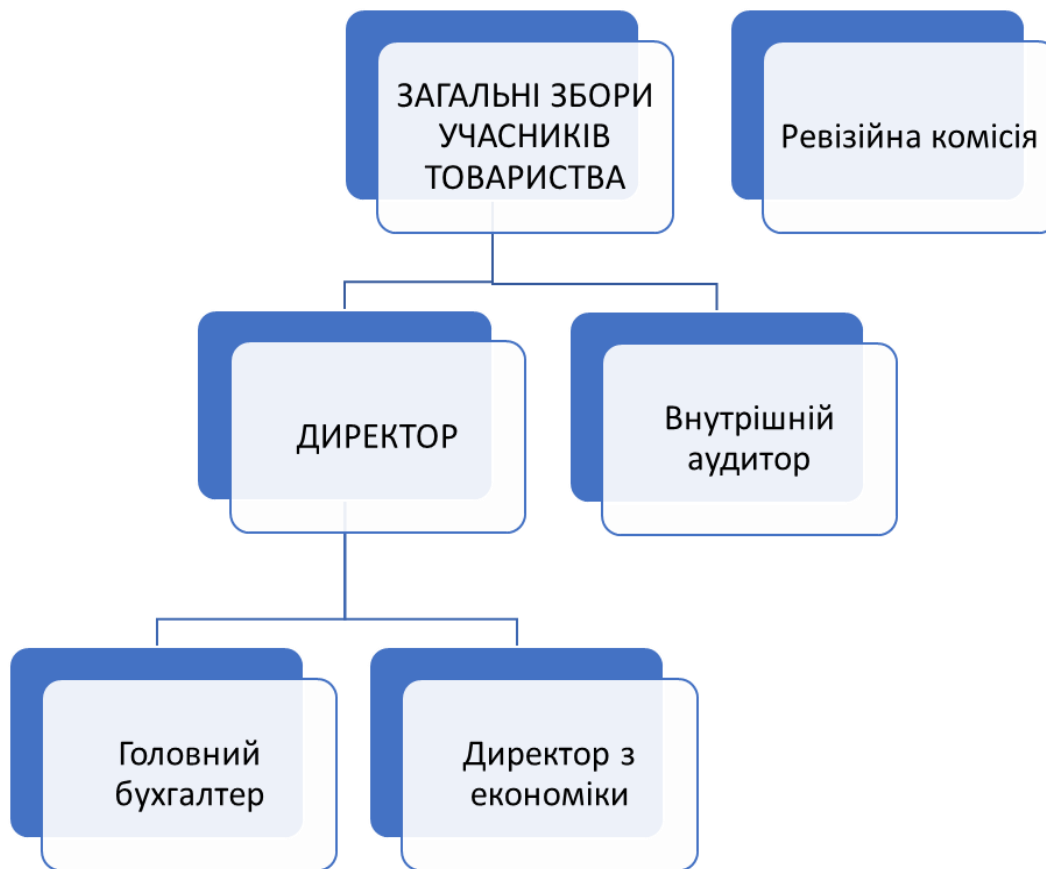 ЗАГАЛЬНІ ЗБОРИ
УЧАСНИКІВ
ТОВАРИСТВА
Ревізійна комісія
ДИРЕКТОР
Внутрішній
аудитор
Головний
бухгалтер
Директор з
економіки